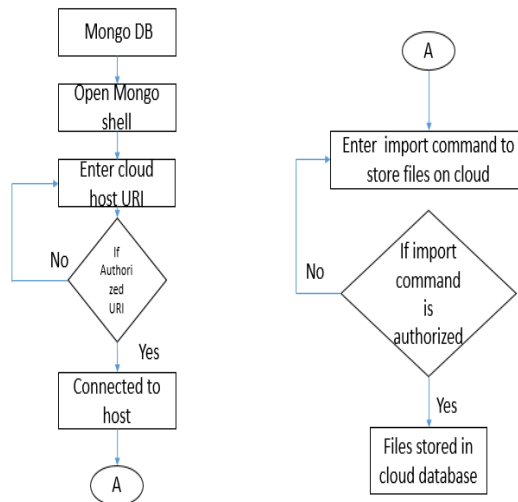 Mongo DB
Open Mongo
shell
Enter cloud
host URI
If
Authori
zed
URI
No
Yes
Connected to
host
A
A
Enter import command to
store files on cloud
If import
command
is
authorized
No
Yes
Files stored in
cloud database